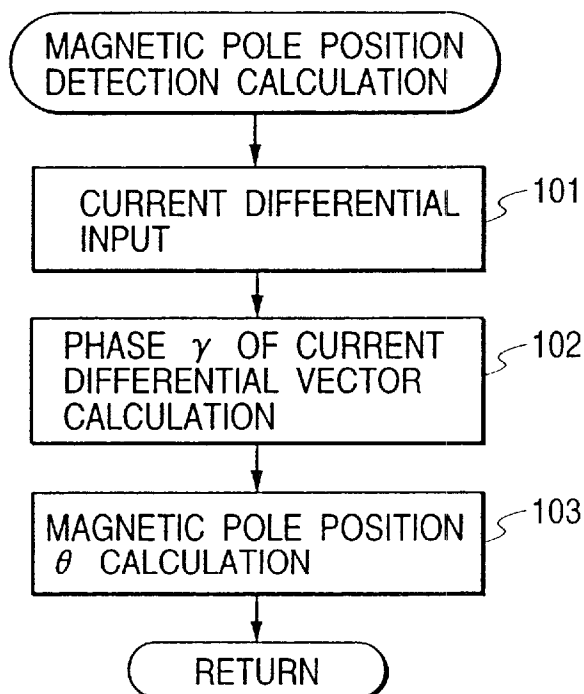 MAGNETIC POLE POSITION
DETECTION CALCULATION
CURRENT DIFFERENTIAL
INPUT
101
PHASE γ OF CURRENT
DIFFERENTIAL VECTOR
CALCULATION
102
MAGNETIC POLE POSITION
θ CALCULATION
103
RETURN